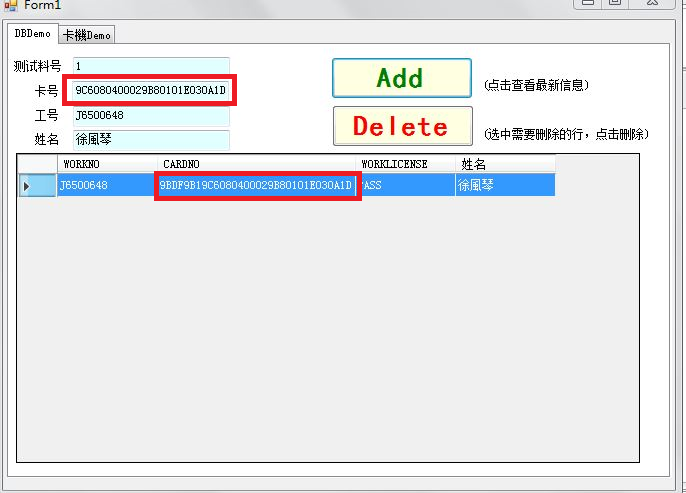 Form1
DBDemo 卡機Demo
测试料号 1
卡号 9C6080400029B80101E030A1D
工号 J6500648
姓名 徐風琴
Add (点击查看最新信息)
Delete (选中需要删除的行，点击删除)
WORKNO CARDNO WORKLICENSE 姓名
J6500648 9BDF9B19C6080400029B80101E030A1D ASS 徐風琴